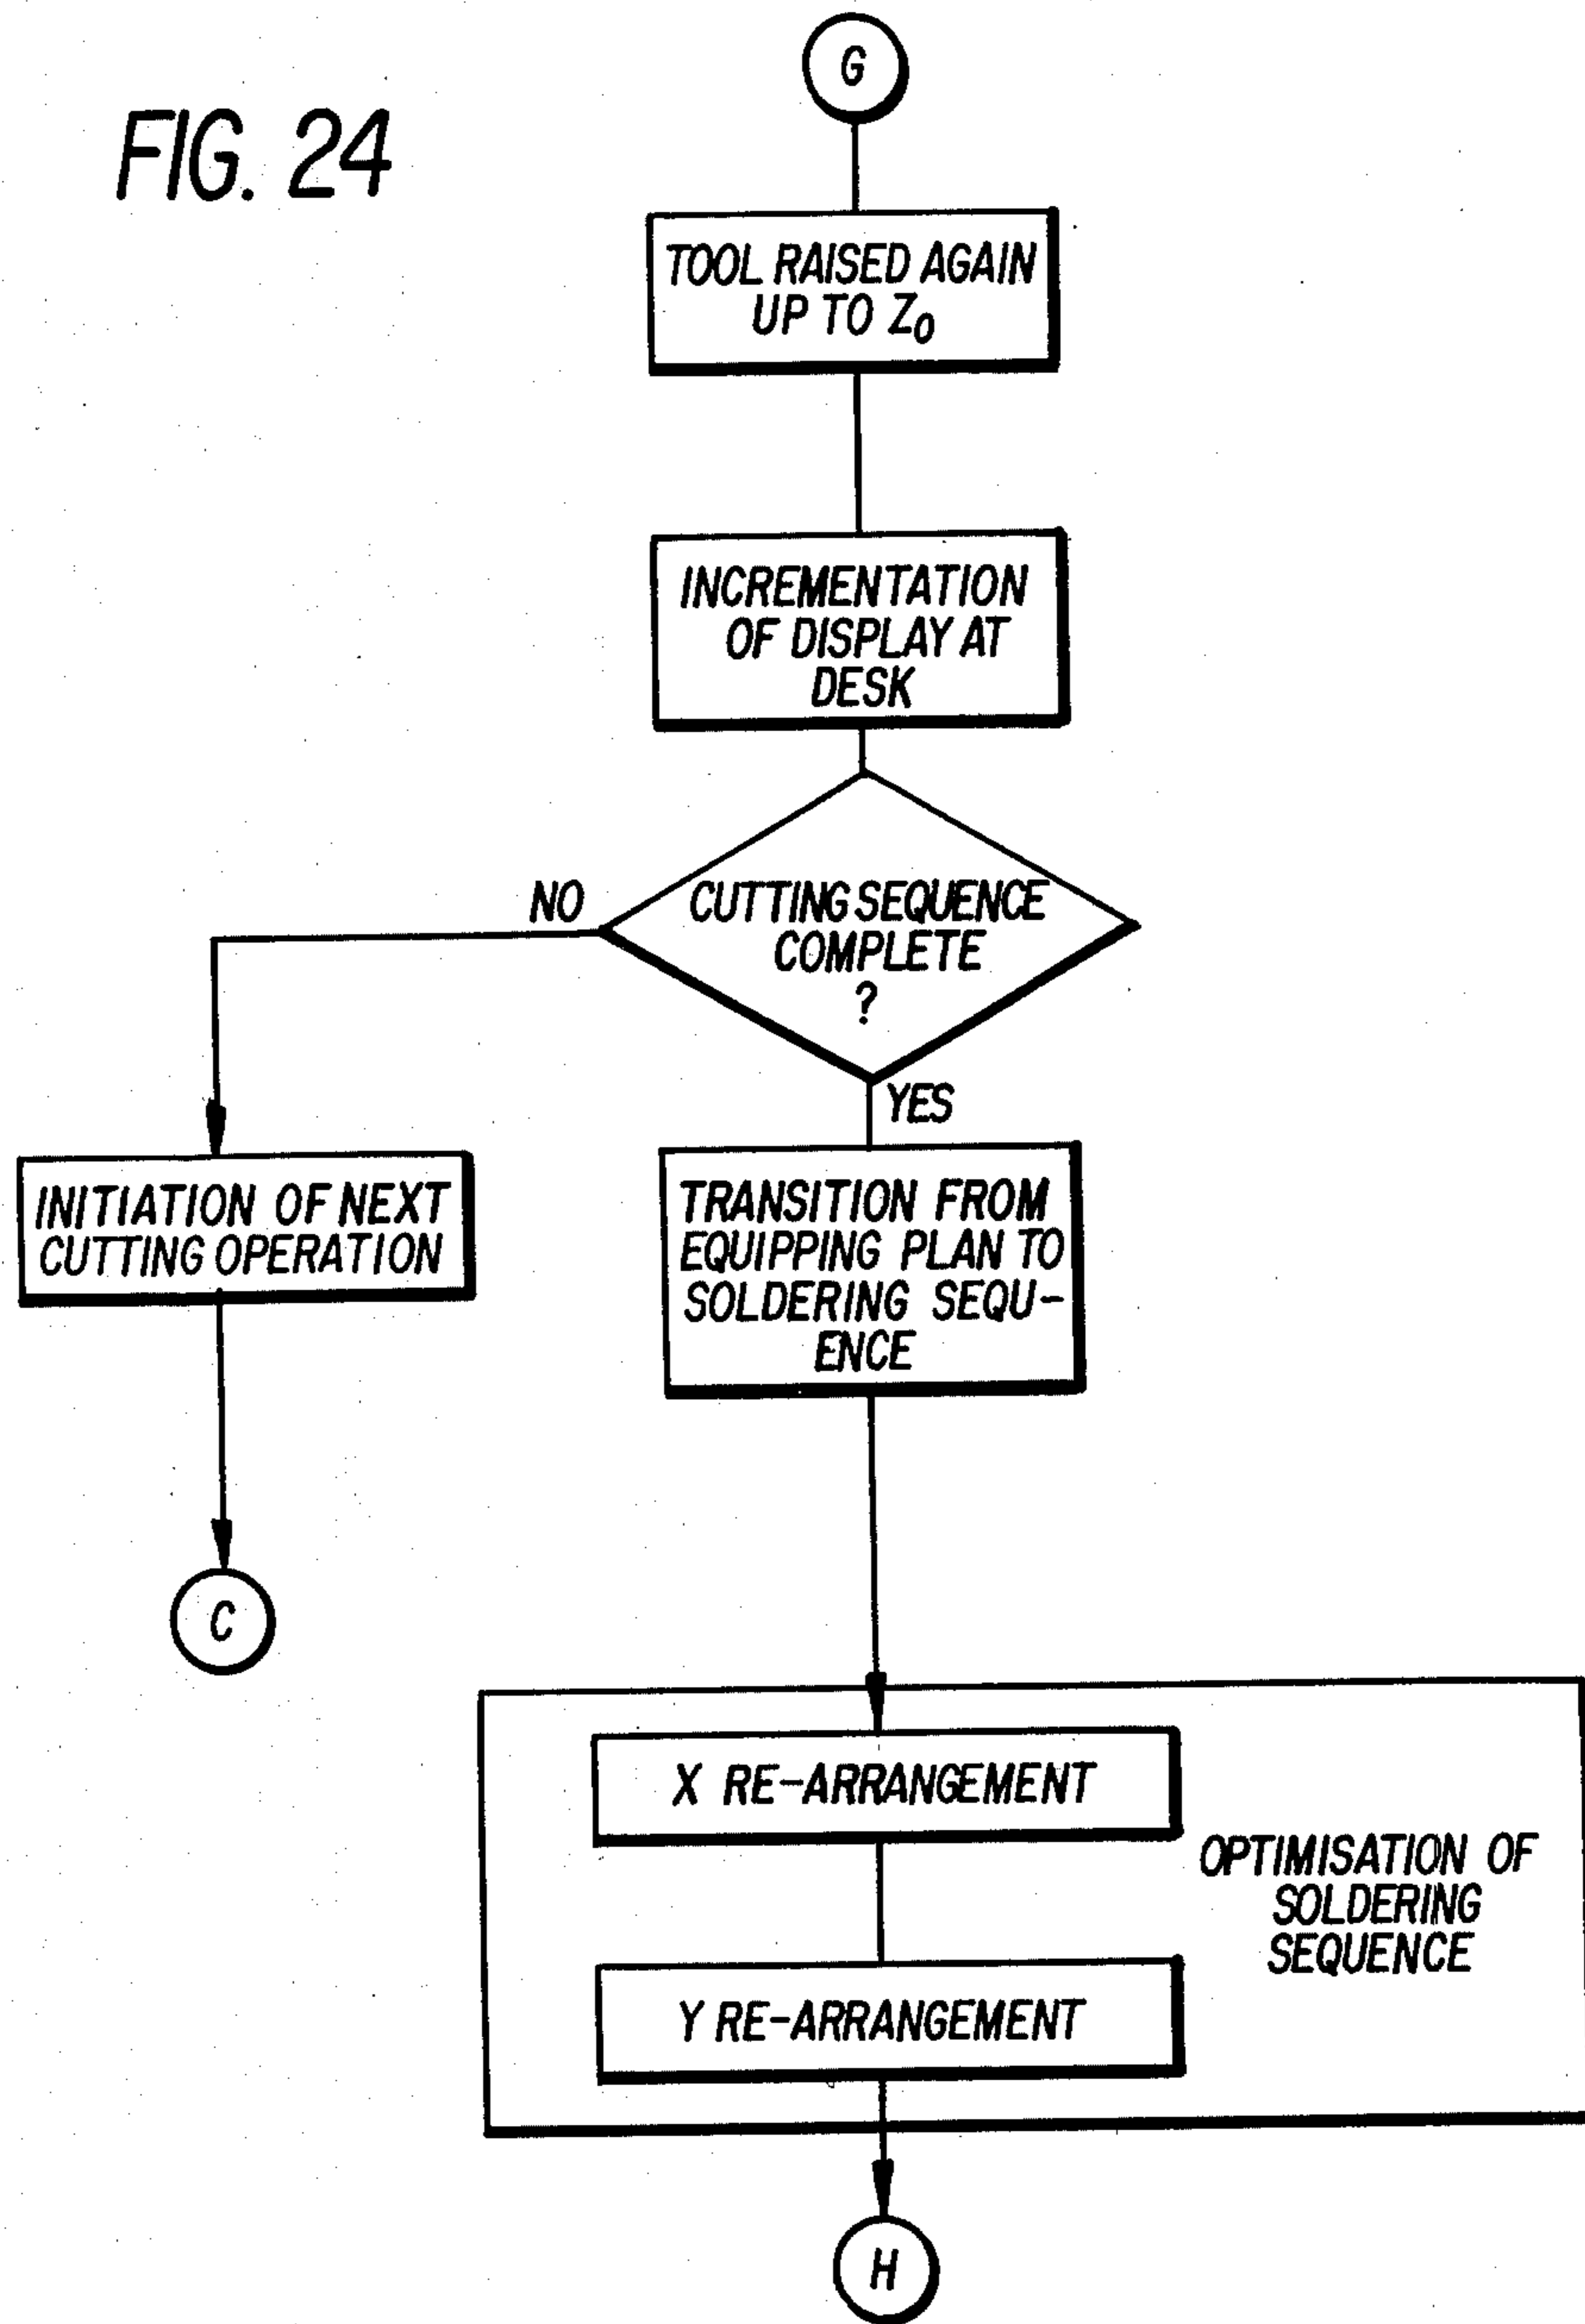 G
FIG. 24
TOOL RAISED AGAIN
UP TO Z₀
INCREMENTATION
OF DISPLAY AT
DESK
NO
CUTTING SEQUENCE
COMPLETE
?
YES
INITIATION OF NEXT
CUTTING OPERATION
TRANSITION FROM
EQUIPPING PLAN TO
SOLDERING SEQU-
ENCE
C
X RE-ARRANGEMENT
OPTIMISATION OF
SOLDERING
SEQUENCE
Y RE-ARRANGEMENT
H